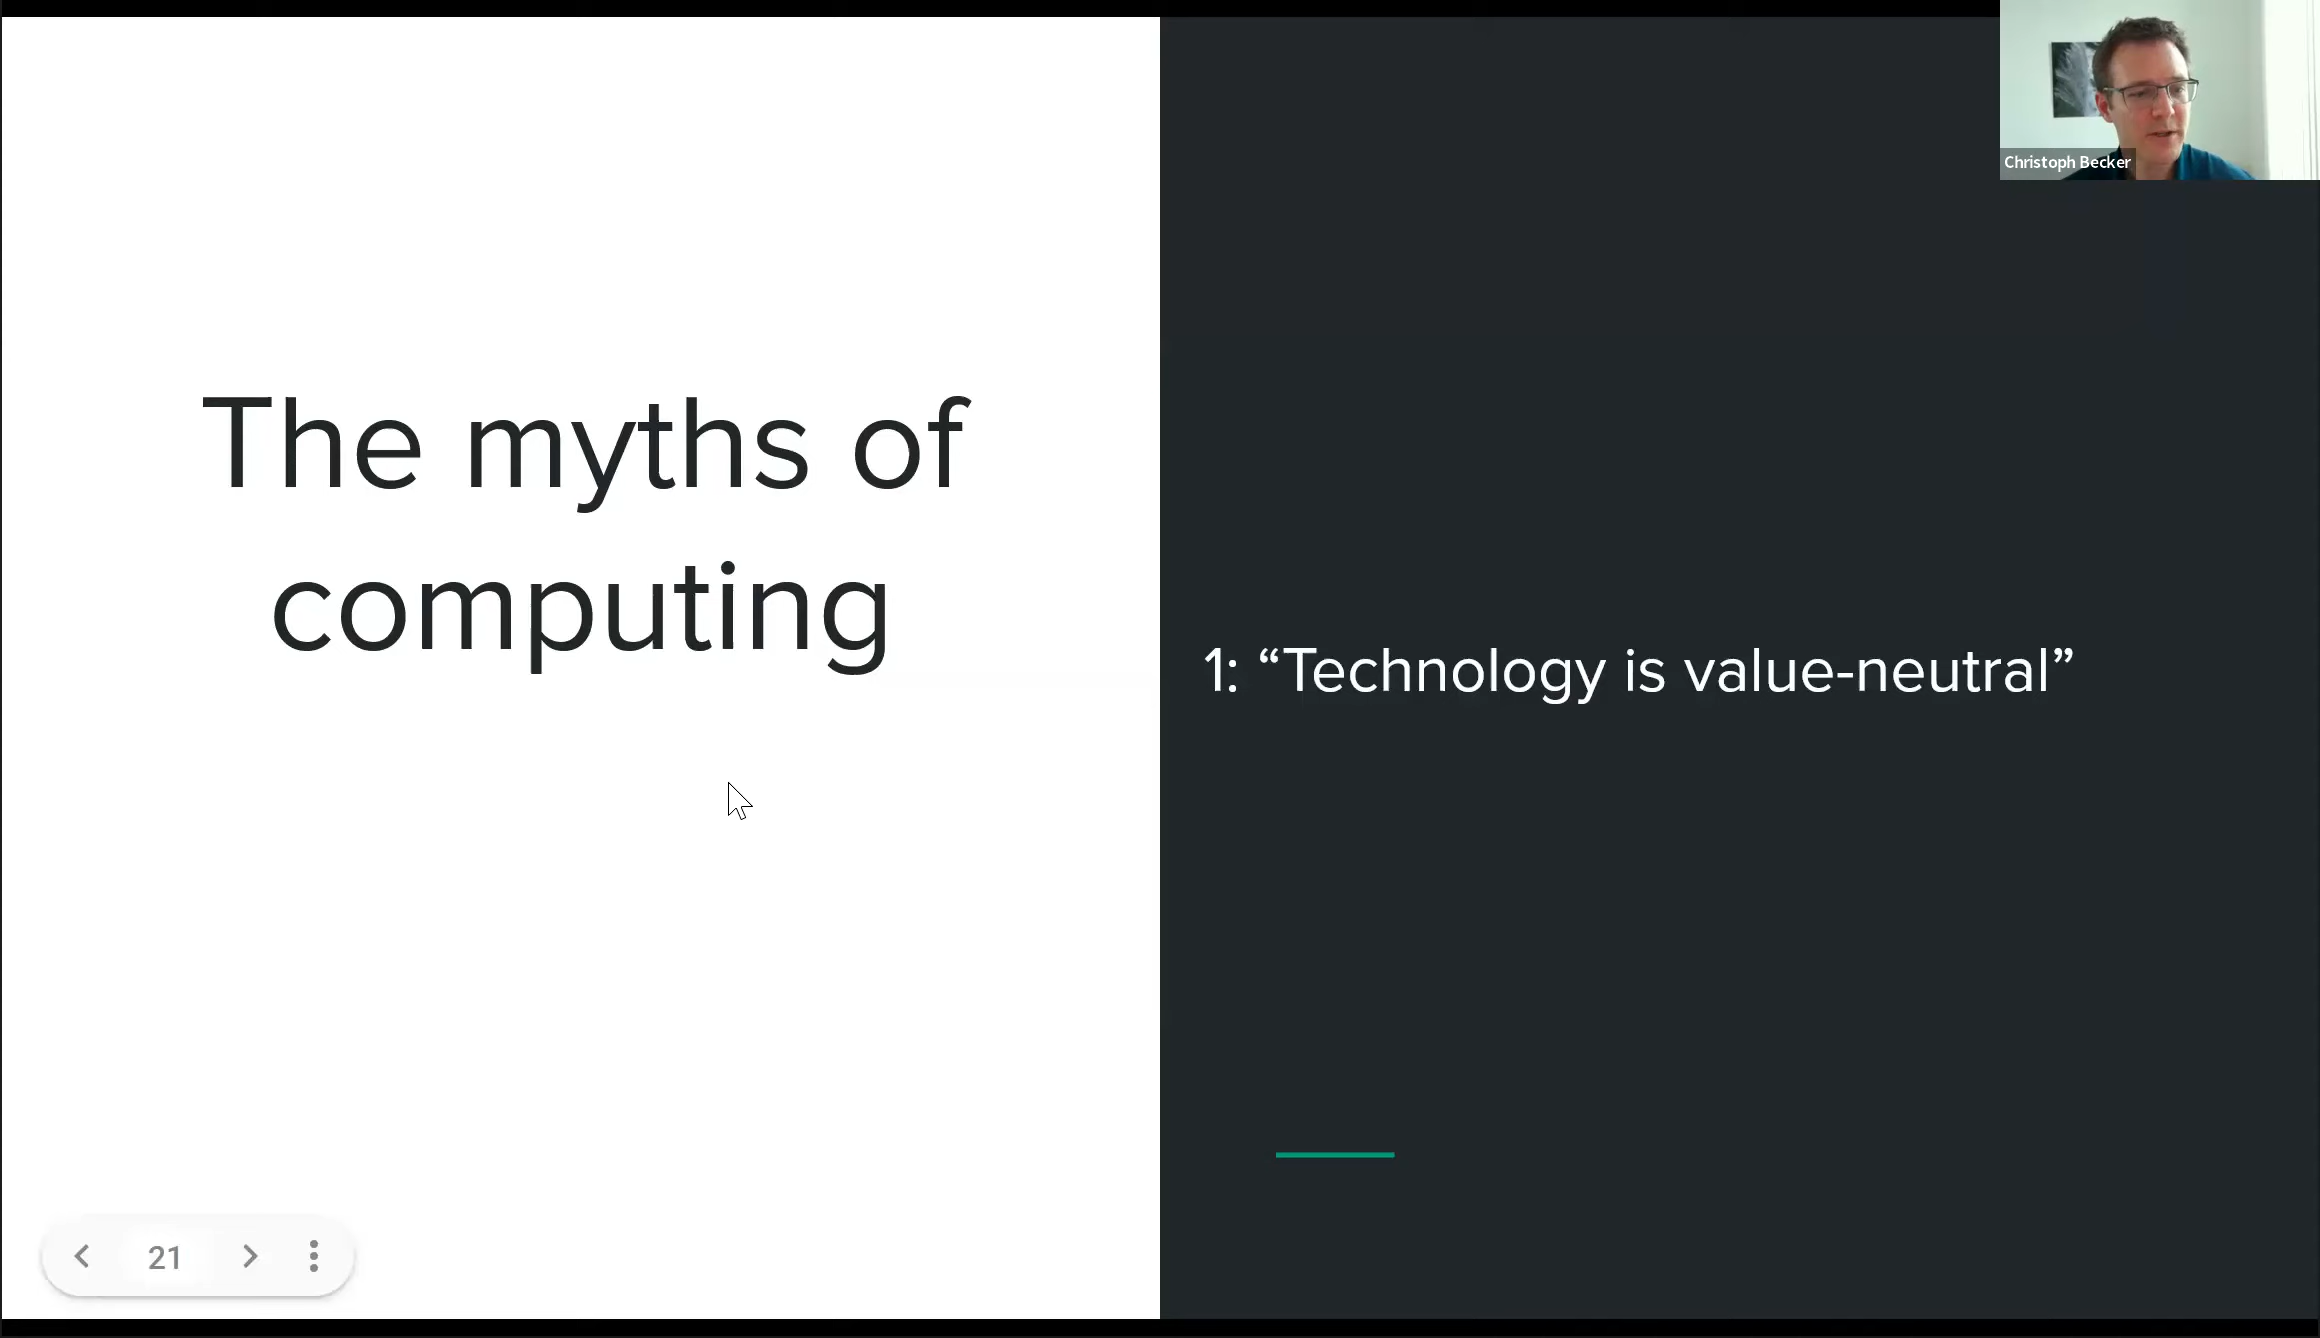 The myths of
computing
1: “Technology is value-neutral”
Christoph Becker
21